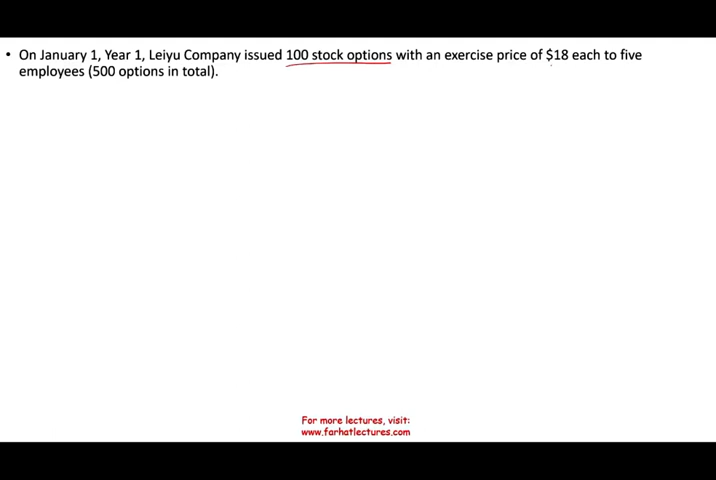 • On January 1, Year 1, Leiyu Company issued 100 stock options with an exercise price of $18 each to five
employees (500 options in total).
For more lectures, visit:
www.farhatlectures.com